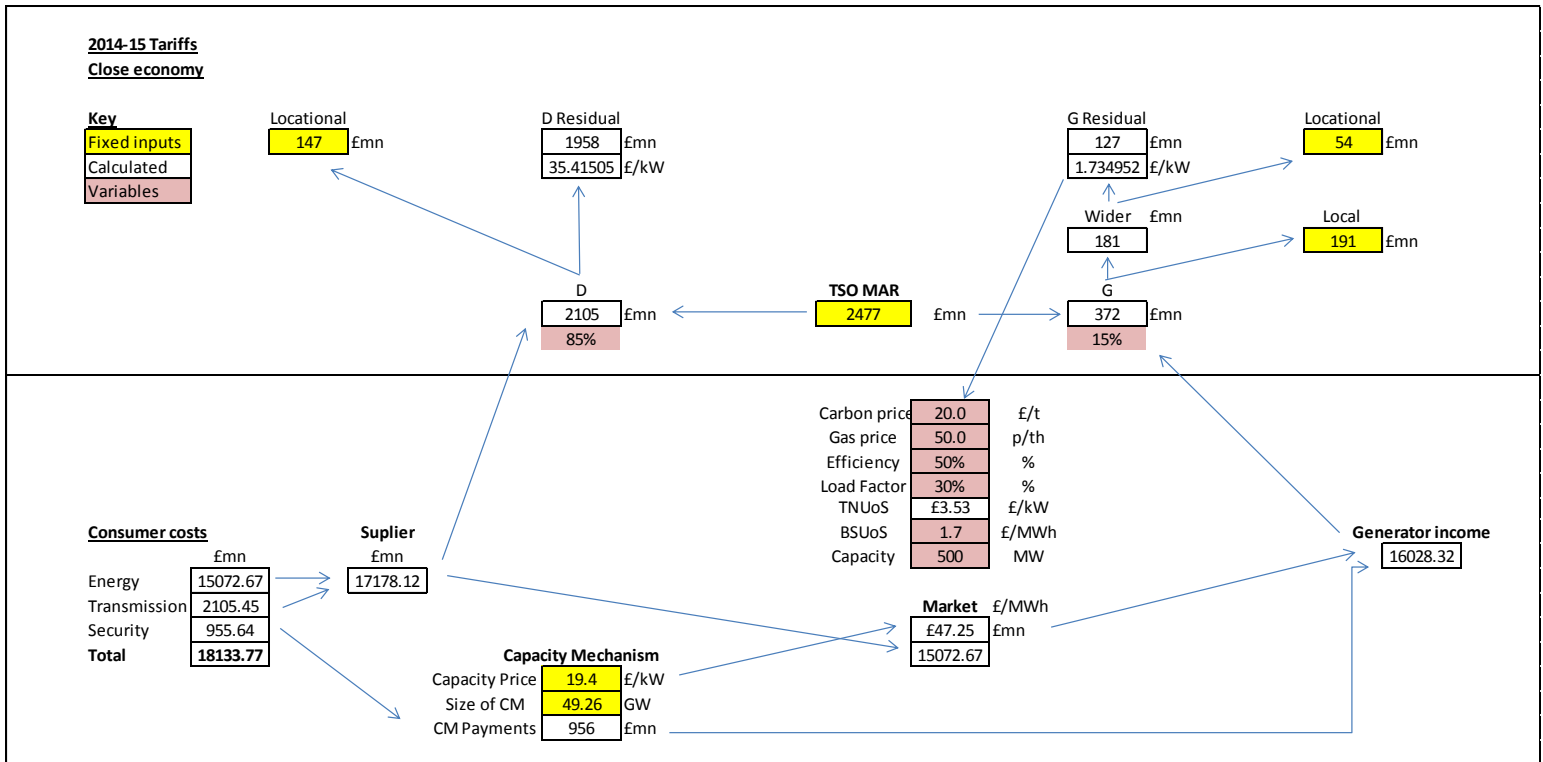 2014-15 Tariffs
Close economy
Key Locational D Residual G Residual Locational
Fixed inputs 147 £mn 1958 £mn 127 £mn 54 £mn
Calculated 35.41505 £/kW 1.734952 £/kW
Variables
Wider £mn Local
181 191 £mn
D TSO MAR G
2105 £mn 2477 £mn 372 £mn
85% 15%
Carbon price 20.0 £/t
Gas price 50.0 p/th
Efficiency 50% %
Load Factor 30% %
TNUoS £3.53 £/kW
BSUoS 1.7 £/MWh
Capacity 500 MW
Consumer costs Suplier Generator income
£mn £mn 16028.32
Energy 15072.67 17178.12
Transmission 2105.45 Market £/MWh
Security 955.64 £47.25 £mn
Total 18133.77 15072.67
Capacity Mechanism
Capacity Price 19.4 £/kW
Size of CM 49.26 GW
CM Payments 956 £mn